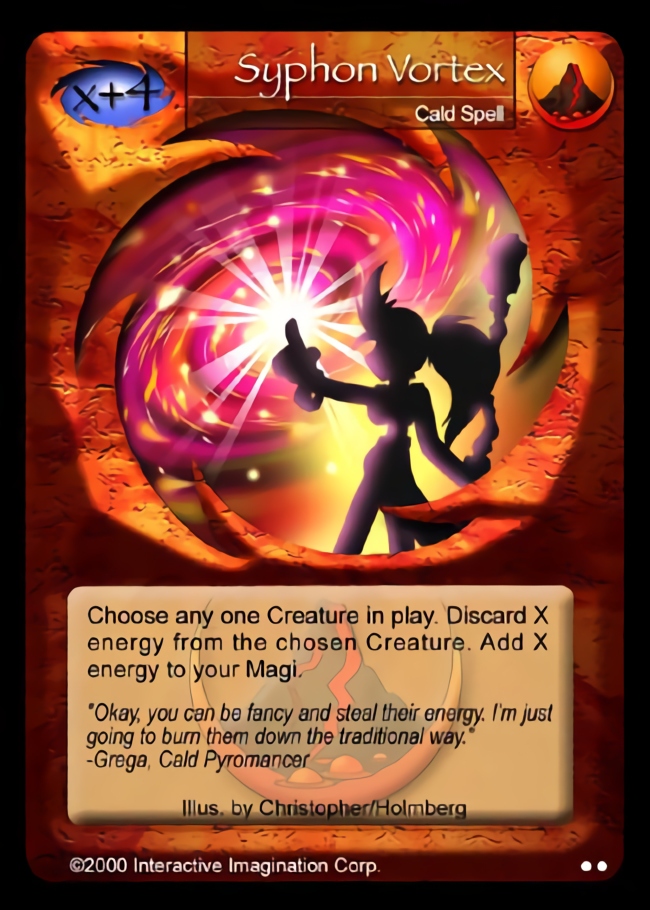 x+4
Syphon Vortex
Cald Spell
Choose any one Creature in play. Discard X
energy from the chosen Creature. Add X
energy to your Magi.
"Okay, you can be fancy and steal their energy. I'm just
going to burn them down the traditional way."
-Grega, Cald Pyromancer
Illus. by Christopher/Holmberg
©2000 Interactive Imagination Corp.